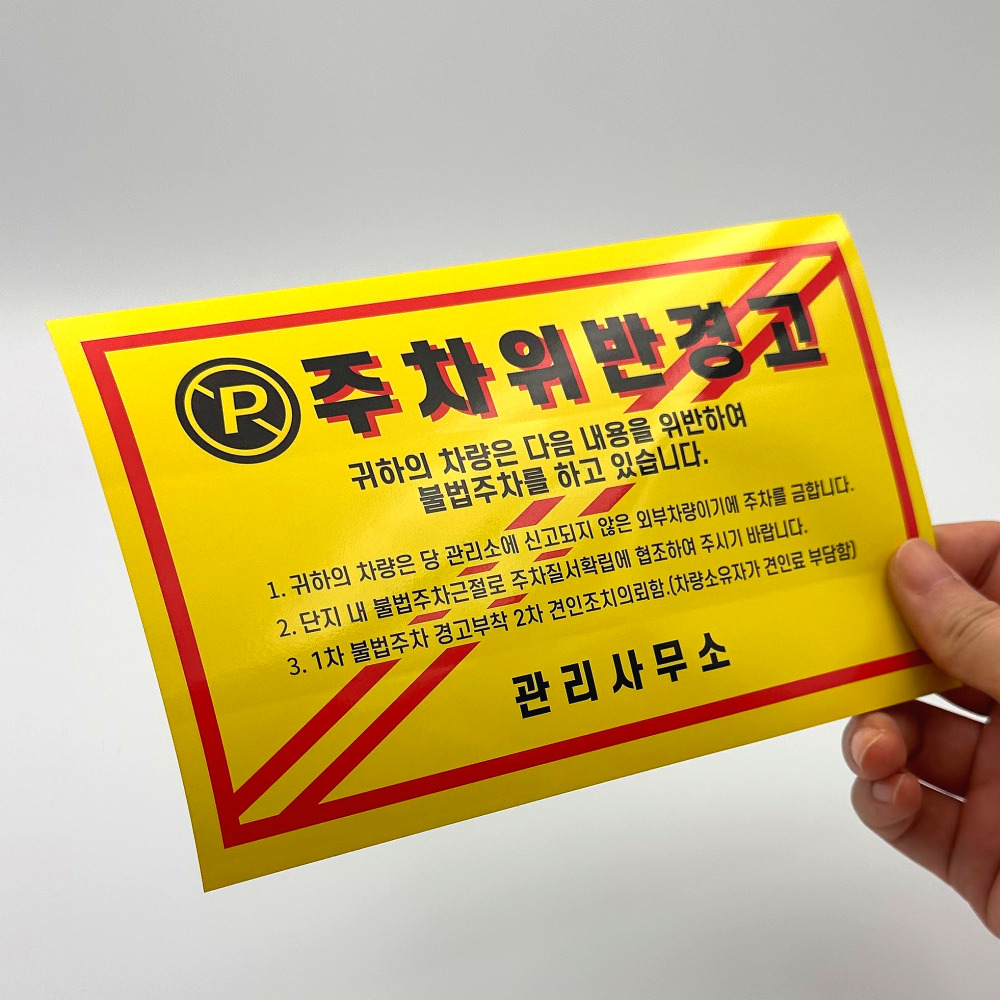 P 주차위반경고
귀하의 차량은 다음 내용을 위반하여
불법주차를 하고 있습니다.
1. 귀하의 차량은 당 관리소에 신고되지 않은 외부차량이기에 주차를 금합니다.
2. 단지 내 불법주차근절로 주차질서확립에 협조하여 주시기 바랍니다.
3. 1차 불법주차 경고부착 2차 견인조치의뢰함.(차량소유자가 견인료 부담함)
관리사무소